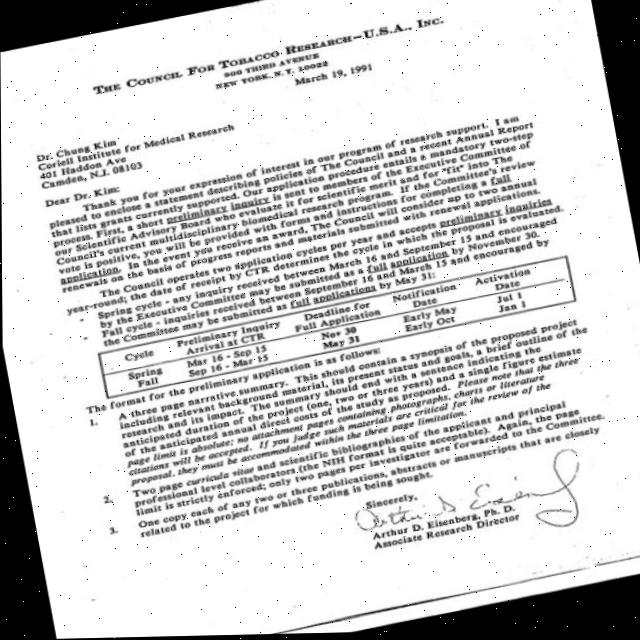 THE COUNCIL FOR TOBACCO RESEARCH—U.S.A., INC.
900 THIRD AVENUE
NEW YORK, N.Y. 10022
March 19, 1991
Dr. Chung Kim
Coriell Institute for Medical Research
401 Haddon Ave
Camden, NJ. 08103
Dear Dr. Kim:
Thank you for your expression of interest in our program of research support. I am
pleased to enclose a statement describing policies of The Council and a recent Annual Report
that lists grants currently supported. Our application procedure entails a mandatory two-step
process. First, a short preliminary inquiry is sent to members of the Executive Committee of
our Scientific Advisory Board who evaluate it for scientific merit and for "fit" into The
Council's current multidisciplinary biomedical research program. If the Committee's review
vote is positive, you will be provided with forms and instructions for completing a full
application. In the event you receive an award, The Council will consider up to two annual
renewals on the basis of progress reports and materials submitted with renewal applications.
The Council operates two application cycles per year and accepts preliminary inquiries
year-round; the date of receipt by CTR determines the cycle in which the proposal is evaluated.
- Spring cycle - any inquiry received between March 16 and September 15 and encouraged
by the Executive Committee may be submitted as a full application by November 30.
- Fall cycle - inquiries received between September 16 and March 15 and encouraged by
the Committee may be submitted as full applications by May 31:
Cycle Preliminary Inquiry Arrival at CTR Deadline for Full Application Notification Date Activation Date
Spring Mar 16 - Sep 15 Nov 30 Early May Jul 1
Fall Sep 16 - Mar 15 May 31 Early Oct Jan 1
The format for the preliminary application is as follows:
1. A three page narrative summary. This should contain a synopsis of the proposed project
including relevant background material, its present status and goals, a brief outline of the
research and its impact. The summary should end with a sentence indicating the
anticipated duration of the project (one, two or three years) and a single figure estimate
of the anticipated annual direct costs of the study as proposed. Please note that the three
page limit is absolute; no attachment pages containing photographs, charts or literature
citations will be accepted. If you judge such materials are critical for the review of the
proposal, they must be accommodated within the three page limitation.
2. Two page curricula vitae and scientific bibliographies of the applicant and principal
professional level collaborators (the NIH format is quite acceptable). Again, the page
limit is strictly enforced; only two pages per investigator are forwarded to the Committee.
3. One copy each of any two or three publications, abstracts or manuscripts that are closely
related to the project for which funding is being sought.
Sincerely,
Arthur D. Eisenberg
Arthur D. Eisenberg, Ph. D.
Associate Research Director